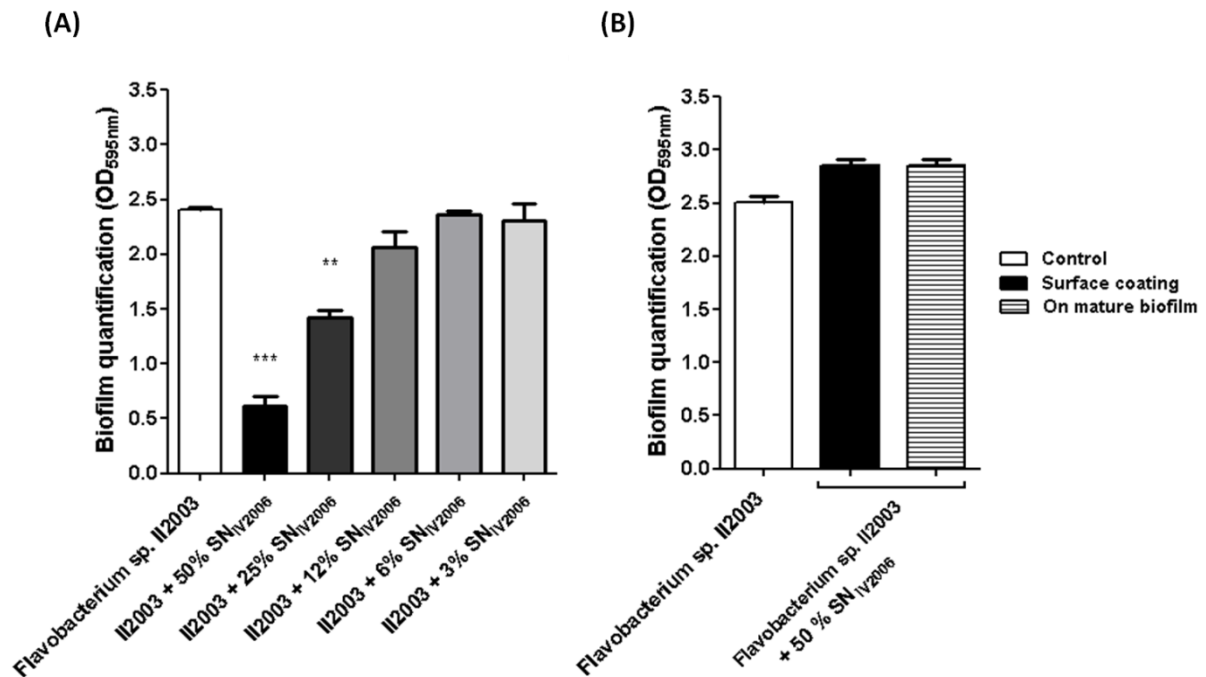 (A)
Biofilm quantification (OD595nm)
3.5
3.0
2.5
2.0
1.5
1.0
0.5
0.0
***
**
Flavobacterium sp. II2003
II2003 + 50% SNIV2006
II2003 + 25% SNIV2006
II2003 + 12% SNIV2006
II2003 + 6% SNIV2006
II2003 + 3% SNIV2006
(B)
Biofilm quantification (OD595nm)
3.5
3.0
2.5
2.0
1.5
1.0
0.5
0.0
Flavobacterium sp. II2003
Flavobacterium sp. II2003
+ 50 % SN IV2006
Control
Surface coating
On mature biofilm